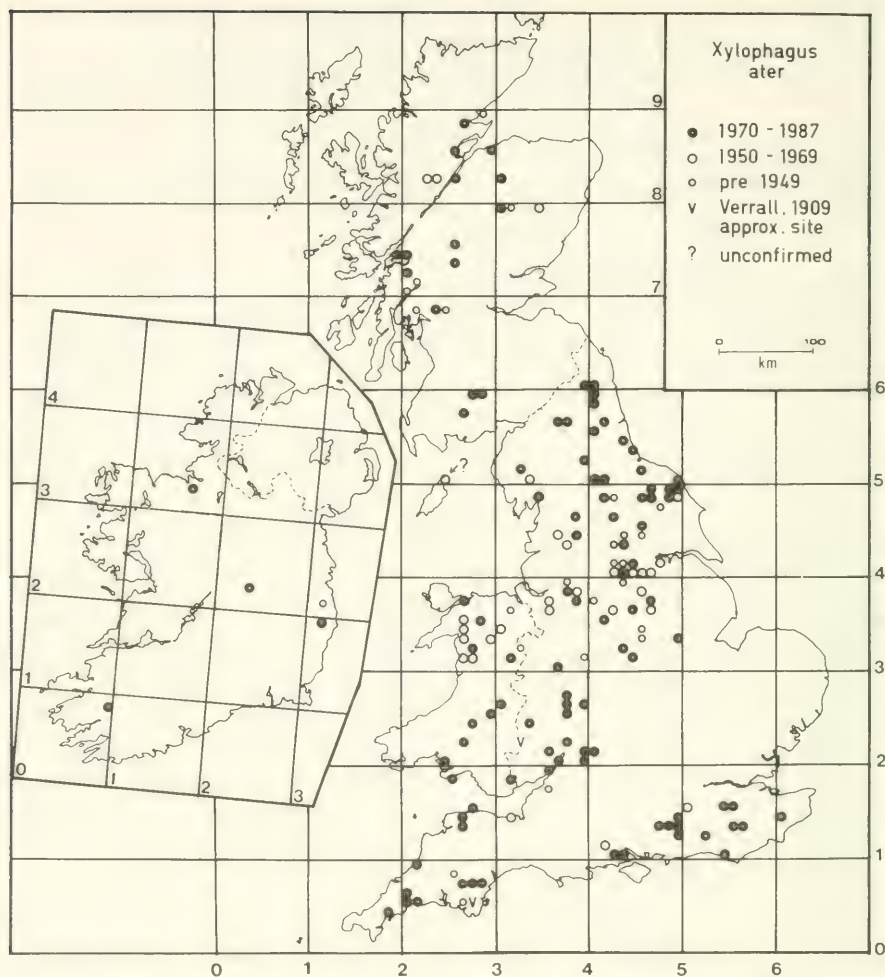 Xylophagus
ater
1970 - 1987
1950 - 1969
pre 1949
v Verrall, 1909
approx. site
? unconfirmed
0 100
km
9
8
7
6
5
4
3
2
1
0
?
v
v
4
3
2
1
0 1 2 3
0 1 2 3 4 5 6